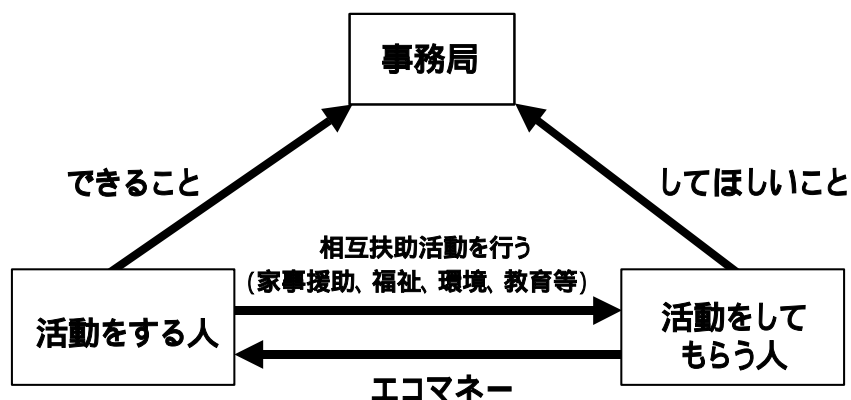 事務局
できること
してほしいこと
相互扶助活動を行う
(家事援助、福祉、環境、教育等)
活動をする人
活動をして
もらう人
エコマネー